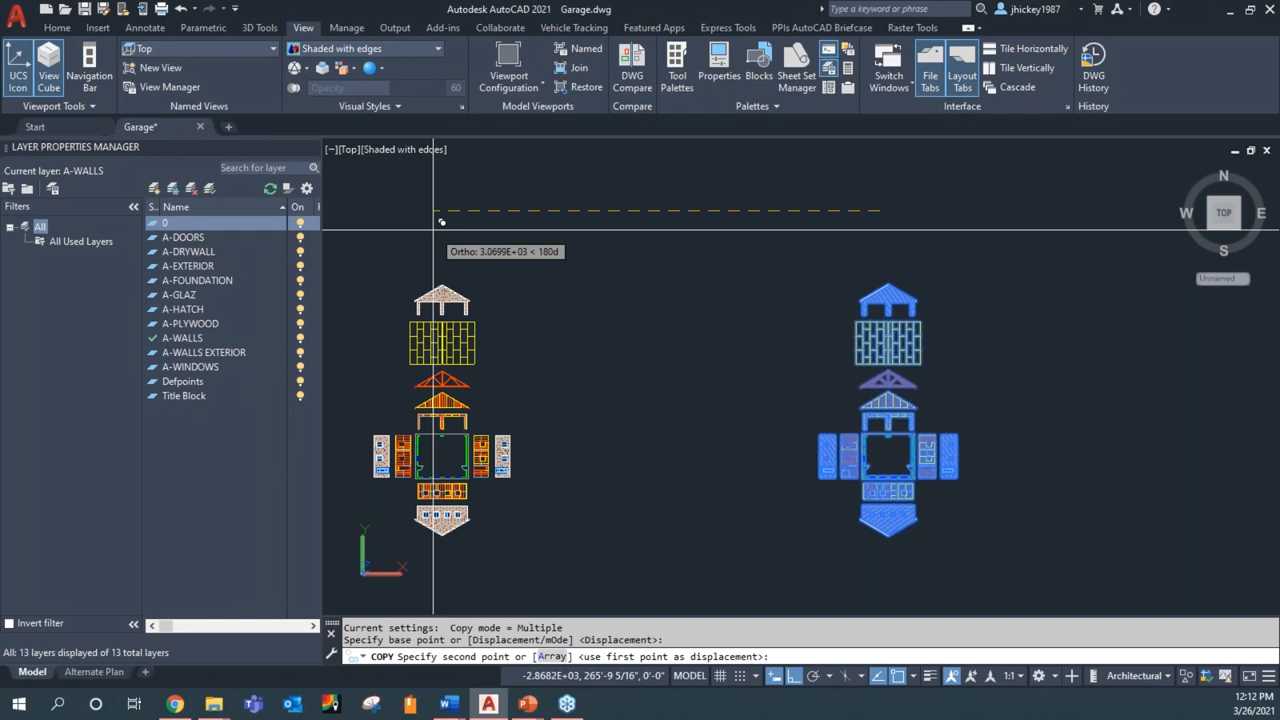 Autodesk AutoCAD 2021 Garage.dwg
Type a keyword or phrase
jhickey1987
Home Insert Annotate Parametric 3D Tools View Manage Output Add-ins Vehicle Tracking Featured Apps Express Tools PPIs AutoCAD Briefcase Raster Tools
UCS Icon
View Cube
Navigation Bar
Viewport Tools
Top
New View
View Manager
Named Views
Shaded with edges
Opacity 60
Visual Styles
Viewport Configuration
Named
Join
Restore
Model Viewports
DWG Compare
Compare
Tool Palettes
Properties
Blocks
Sheet Set Manager
Palettes
Switch Windows
File Tabs
Layout Tabs
Tile Horizontally
Tile Vertically
Cascade
Interface
DWG History
History
Start
Garage*
LAYER PROPERTIES MANAGER
Current layer: A-WALLS
Search for layer
Filters
All
All Used Layers
S.. Name On
0
A-DOORS
A-DRYWALL
A-EXTERIOR
A-FOUNDATION
A-GLAZ
A-HATCH
A-PLYWOOD
A-WALLS
A-WALLS EXTERIOR
A-WINDOWS
Defpoints
Title Block
Invert filter
All: 13 layers displayed of 13 total layers
[−][Top][Shaded with edges]
Ortho: 3.0699E+03 < 180d
N
W TOP E
S
Unnamed
Y
X
Current settings: Copy mode = Multiple
Specify base point or [Displacement/mOde] <Displacement>:
COPY Specify second point or [Array] <use first point as displacement>:
Model Alternate Plan
-2.8682E+03, 265'-9 5/16", 0'-0" MODEL 1:1 Architectural
12:12 PM
3/26/2021